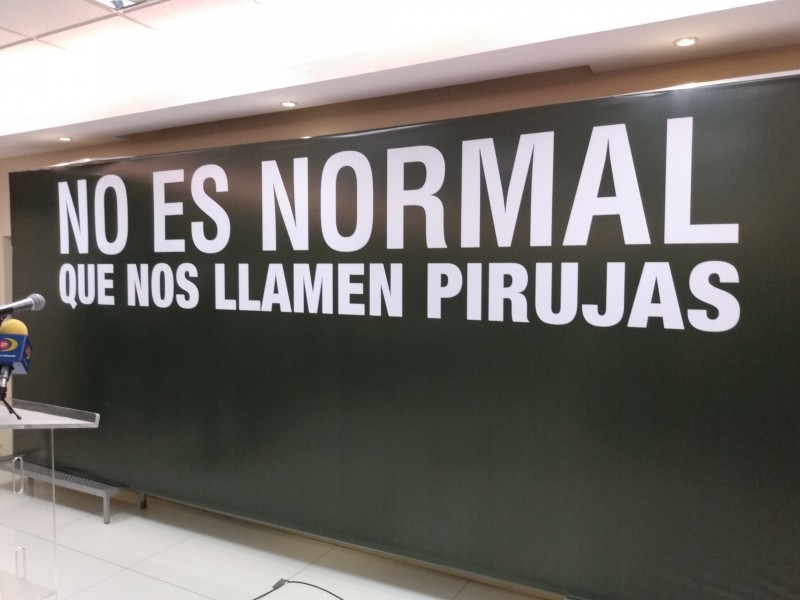 NO ES NORMAL
QUE NOS LLAMEN PIRUJAS